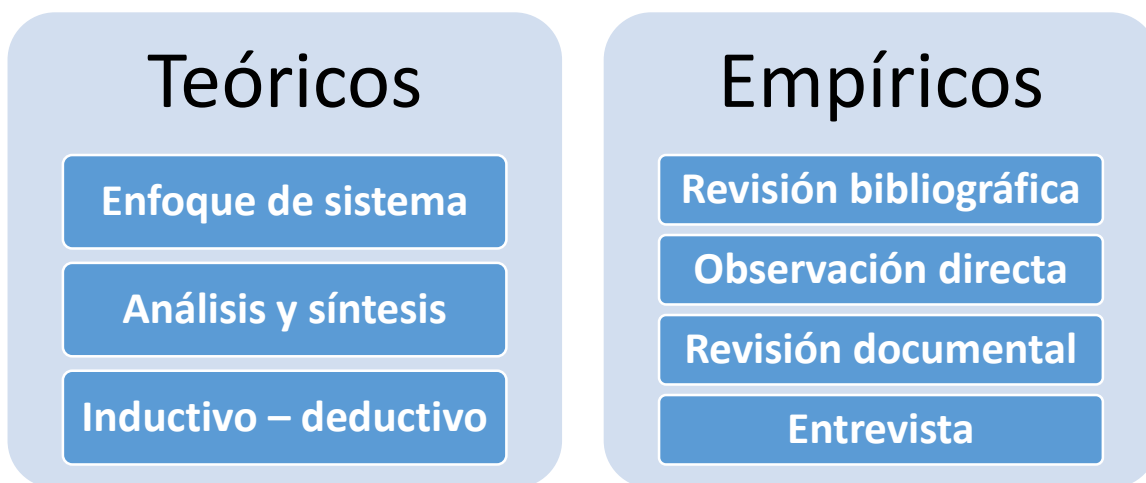 Teóricos
Enfoque de sistema
Análisis y síntesis
Inductivo – deductivo
Empíricos
Revisión bibliográfica
Observación directa
Revisión documental
Entrevista